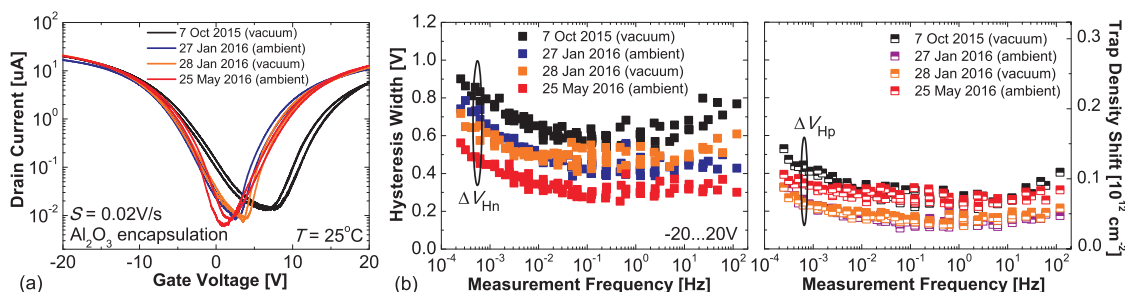 10²
10¹
10⁰
10⁻¹
10⁻²
Drain Current [uA]
7 Oct 2015 (vacuum)
27 Jan 2016 (ambient)
28 Jan 2016 (vacuum)
25 May 2016 (ambient)
S = 0.02V/s
Al₂O₃ encapsulation
T = 25°C
-20 -10 0 10 20
Gate Voltage [V]
(a)
1.2
1.0
0.8
0.6
0.4
0.2
0.0
Hysteresis Width [V]
7 Oct 2015 (vacuum)
27 Jan 2016 (ambient)
28 Jan 2016 (vacuum)
25 May 2016 (ambient)
ΔV_Hn
-20...20V
10⁻⁴ 10⁻³ 10⁻² 10⁻¹ 10⁰ 10¹ 10²
Measurement Frequency [Hz]
(b)
7 Oct 2015 (vacuum)
27 Jan 2016 (ambient)
28 Jan 2016 (vacuum)
25 May 2016 (ambient)
ΔV_Hp
10⁻⁴ 10⁻³ 10⁻² 10⁻¹ 10⁰ 10¹ 10²
Measurement Frequency [Hz]
0.3
0.2
0.1
0.0
Trap Density Shift [10¹² cm⁻²]